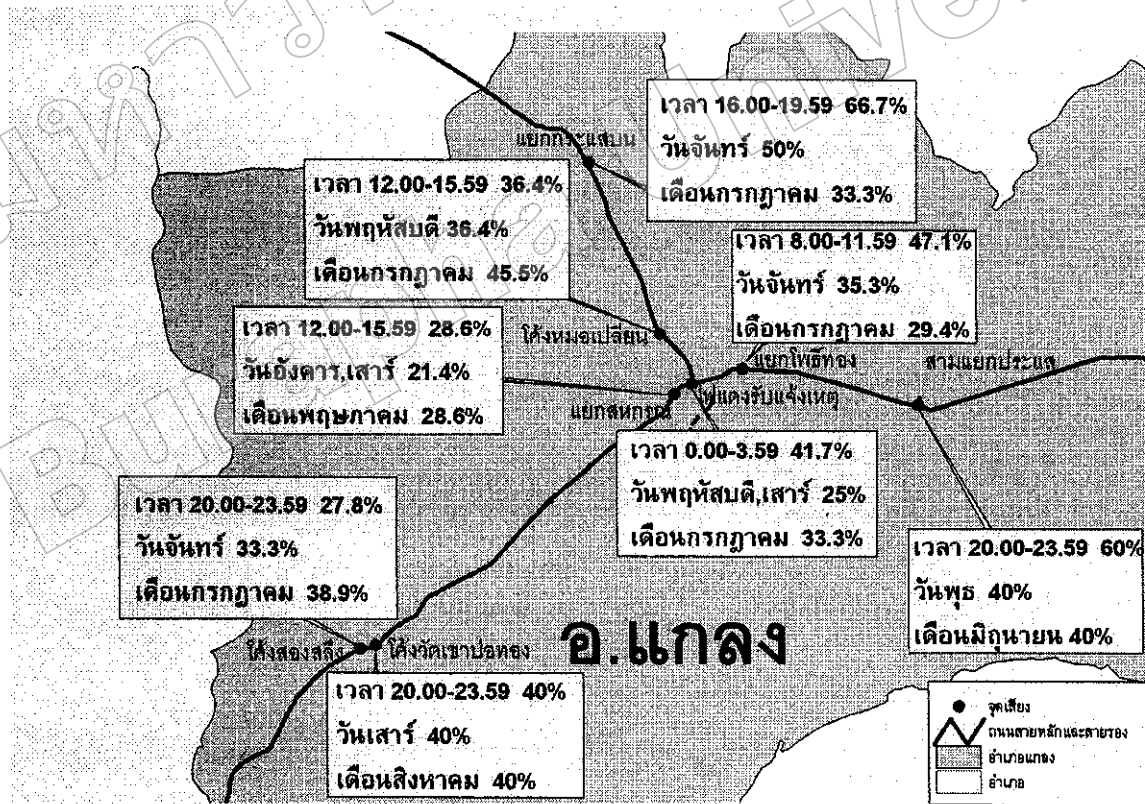 เวลา 16.00-19.59 66.7%
วันจันทร์ 50%
เดือนกรกฎาคม 33.3%
แยกกระแสบน
เวลา 12.00-15.59 36.4%
วันพฤหัสบดี 36.4%
เดือนกรกฎาคม 45.5%
เวลา 8.00-11.59 47.1%
วันจันทร์ 35.3%
เดือนกรกฎาคม 29.4%
เวลา 12.00-15.59 28.6%
วันอังคาร,เสาร์ 21.4%
เดือนพฤษภาคม 28.6%
โค้งหมอเปลี่ยน
แยกโพธิ์ทอง
สามแยกประแส
ไฟแดงรับแจ้งเหตุ
แยกสหกรณ์
เวลา 0.00-3.59 41.7%
วันพฤหัสบดี,เสาร์ 25%
เดือนกรกฎาคม 33.3%
เวลา 20.00-23.59 27.8%
วันจันทร์ 33.3%
เดือนกรกฎาคม 38.9%
เวลา 20.00-23.59 60%
วันพุธ 40%
เดือนมิถุนายน 40%
โค้งสองสลึง
โค้งวัดเขาปอทอง
อ.แกลง
เวลา 20.00-23.59 40%
วันเสาร์ 40%
เดือนสิงหาคม 40%
จุดเสี่ยง
ถนนสายหลักและสายรอง
อำเภอแกลง
อำเภอ
Burapha Univer